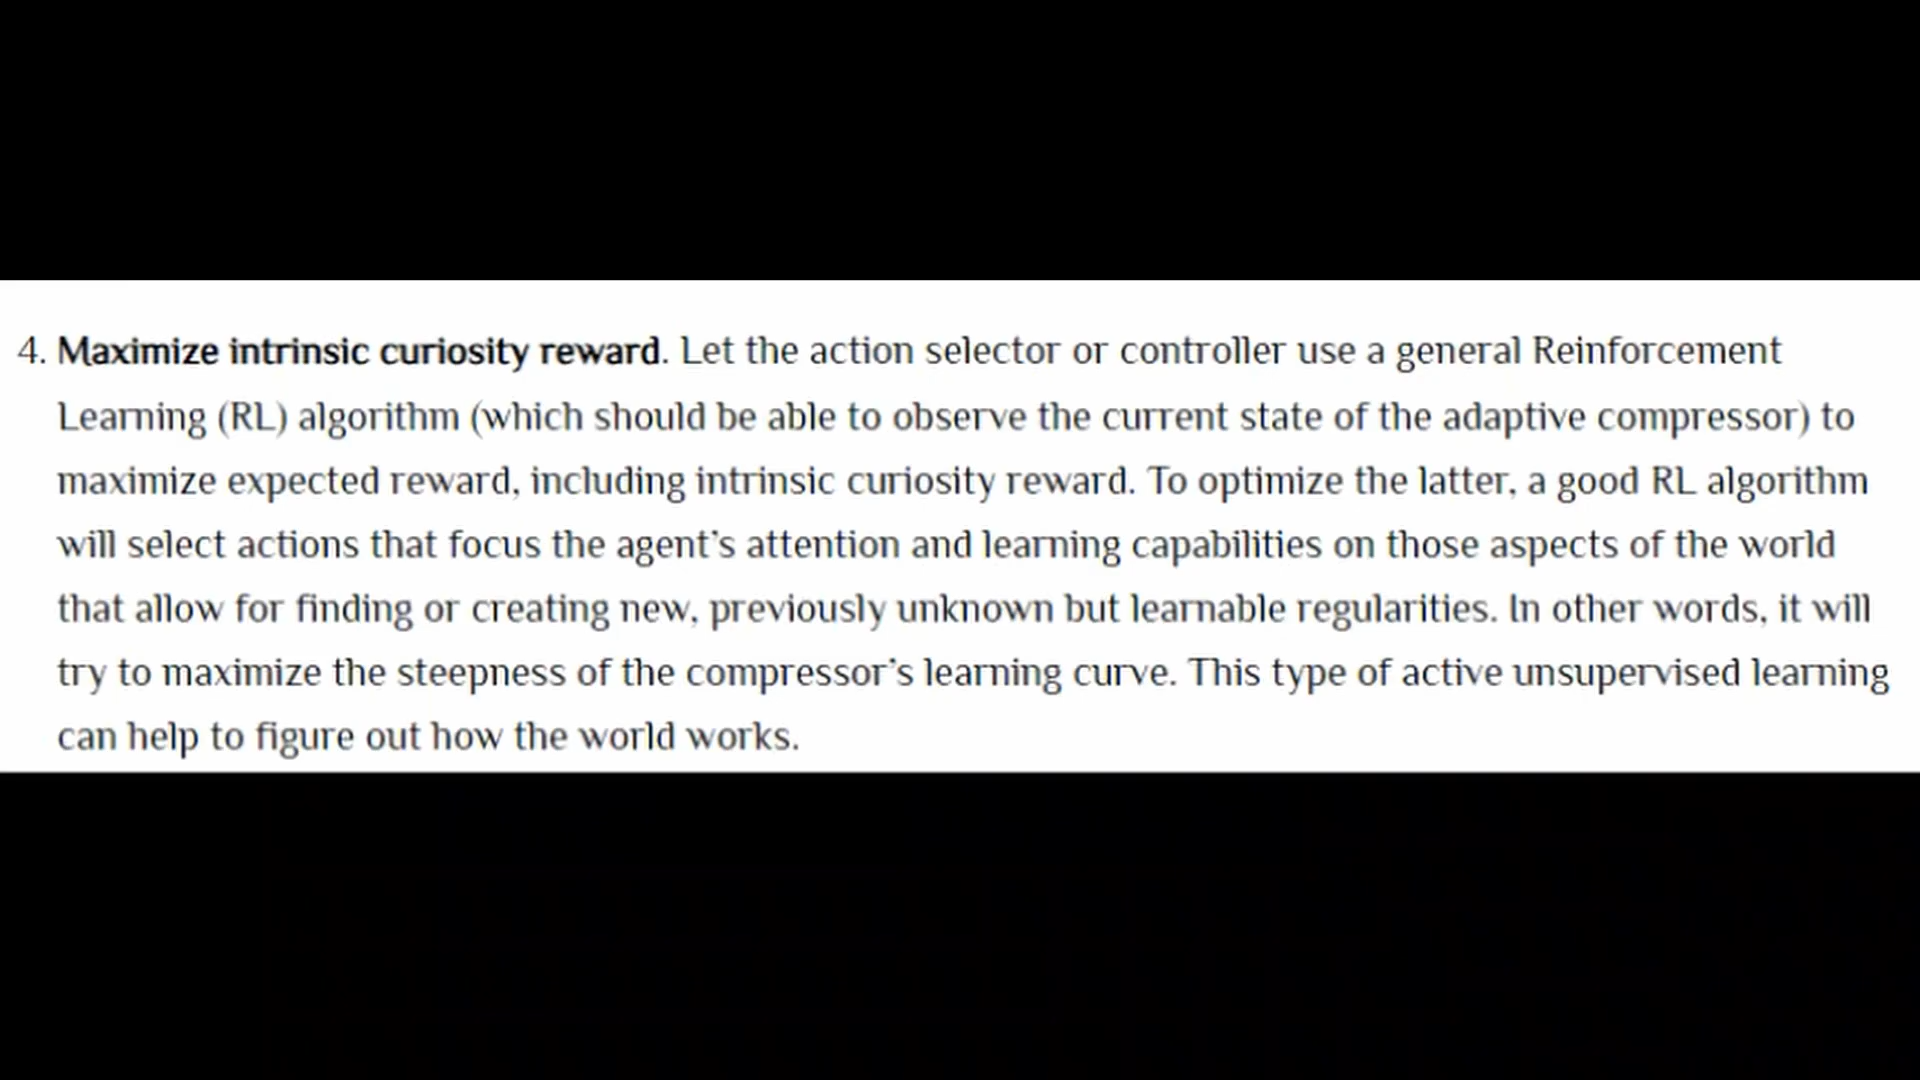 4. Maximize intrinsic curiosity reward. Let the action selector or controller use a general Reinforcement
Learning (RL) algorithm (which should be able to observe the current state of the adaptive compressor) to
maximize expected reward, including intrinsic curiosity reward. To optimize the latter, a good RL algorithm
will select actions that focus the agent’s attention and learning capabilities on those aspects of the world
that allow for finding or creating new, previously unknown but learnable regularities. In other words, it will
try to maximize the steepness of the compressor’s learning curve. This type of active unsupervised learning
can help to figure out how the world works.